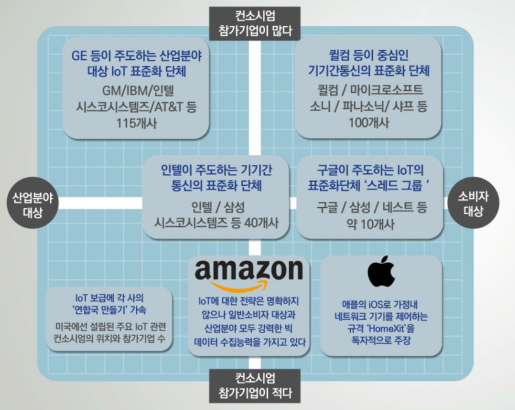 컨소시엄
참가기업이 많다
GE 등이 주도하는 산업분야
대상 IoT 표준화 단체
GM/IBM/인텔
시스코시스템즈/AT&T 등
115개사
퀄컴 등이 중심인
기기간통신의 표준화 단체
퀄컴 / 마이크로소프트
소니 / 파나소닉/ 샤프 등
100개사
산업분야
대상
인텔이 주도하는 기기간
통신의 표준화 단체
인텔 / 삼성
시스코시스템즈 등 40개사
구글이 주도하는 IoT의
표준화단체 '스레드 그룹 '
구글 / 삼성 / 네스트 등
약 10개사
소비자
대상
IoT 보급에 각 사의
'연합국 만들기' 가속
미국에선 설립된 주요 IoT 관련
컨소시엄의 위치와 참가기업 수
amazon
IoT에 대한 전략은 명확하지
않으나 일반소비자 대상과
산업분야 모두 강력한 빅
데이터 수집능력을 가지고 있다
애플의 iOS로 가정내
네트워크 기기를 제어하는
규격 'HomeXit'를
독자적으로 주장
컨소시엄
참가기업이 적다